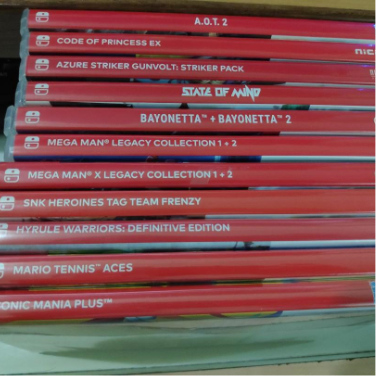 A.O.T. 2
CODE OF PRINCESS EX
AZURE STRIKER GUNVOLT: STRIKER PACK
STATE OF MIND
BAYONETTA™ + BAYONETTA™ 2
MEGA MAN® LEGACY COLLECTION 1 + 2
MEGA MAN® X LEGACY COLLECTION 1 + 2
SNK HEROINES TAG TEAM FRENZY
HYRULE WARRIORS: DEFINITIVE EDITION
MARIO TENNIS™ ACES
ONIC MANIA PLUS™